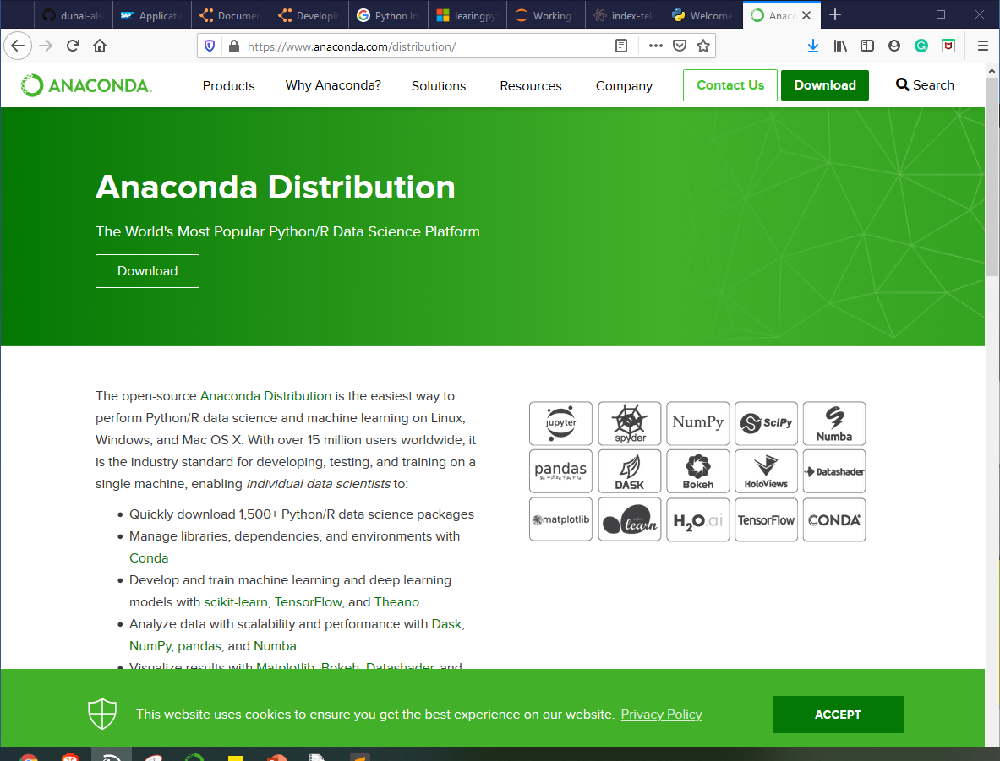 duhai-als
Applicatio
Documen
Developin
Python In
learingpy
Working
index-tele
Welcome
Anaco
https://www.anaconda.com/distribution/
ANACONDA.
Products
Why Anaconda?
Solutions
Resources
Company
Contact Us
Download
Search
Anaconda Distribution
The World's Most Popular Python/R Data Science Platform
Download
The open-source Anaconda Distribution is the easiest way to
perform Python/R data science and machine learning on Linux,
Windows, and Mac OS X. With over 15 million users worldwide, it
is the industry standard for developing, testing, and training on a
single machine, enabling individual data scientists to:
Quickly download 1,500+ Python/R data science packages
Manage libraries, dependencies, and environments with
Conda
Develop and train machine learning and deep learning
models with scikit-learn, TensorFlow, and Theano
Analyze data with scalability and performance with Dask,
NumPy, pandas, and Numba
Visualize results with Matplotlib, Bokeh, Datashader, and
jupyter
spyder
NumPy
SciPy
Numba
pandas
DASK
Bokeh
HoloViews
Datashader
matplotlib
learn
H2O.ai
TensorFlow
CONDA
This website uses cookies to ensure you get the best experience on our website. Privacy Policy
ACCEPT